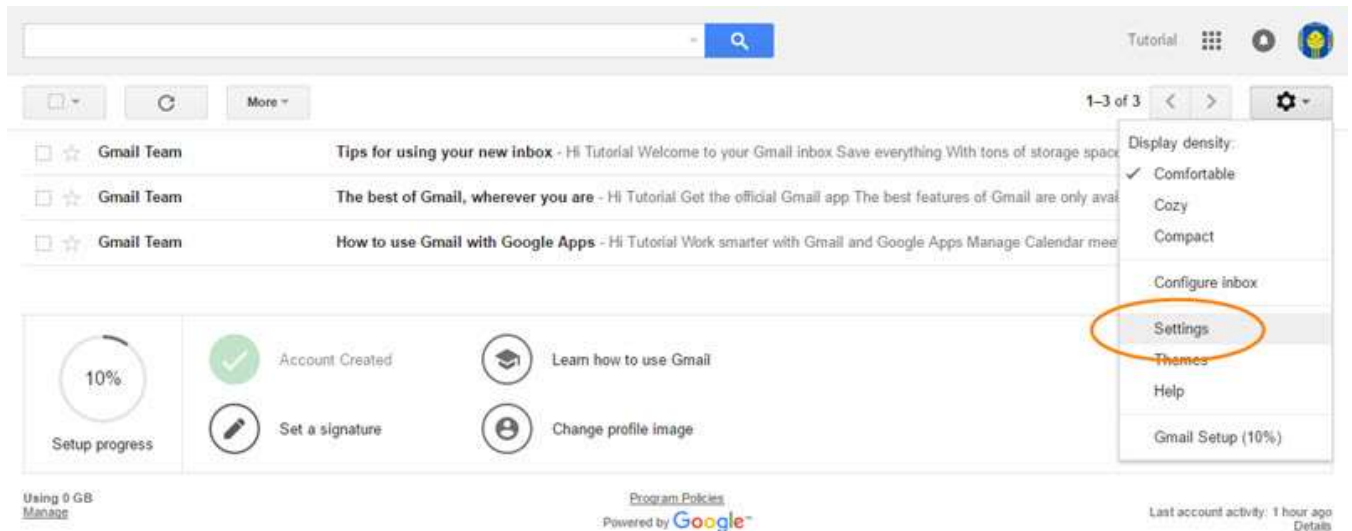 Tutorial
More
1–3 of 3
Gmail Team Tips for using your new inbox - Hi Tutorial Welcome to your Gmail inbox Save everything With tons of storage space
Gmail Team The best of Gmail, wherever you are - Hi Tutorial Get the official Gmail app The best features of Gmail are only avai
Gmail Team How to use Gmail with Google Apps - Hi Tutorial Work smarter with Gmail and Google Apps Manage Calendar mee
Display density:
Comfortable
Cozy
Compact
Configure inbox
Settings
Themes
Help
Gmail Setup (10%)
10%
Setup progress
Account Created
Learn how to use Gmail
Set a signature
Change profile image
Using 0 GB
Manage
Program Policies
Powered by Google™
Last account activity: 1 hour ago
Details